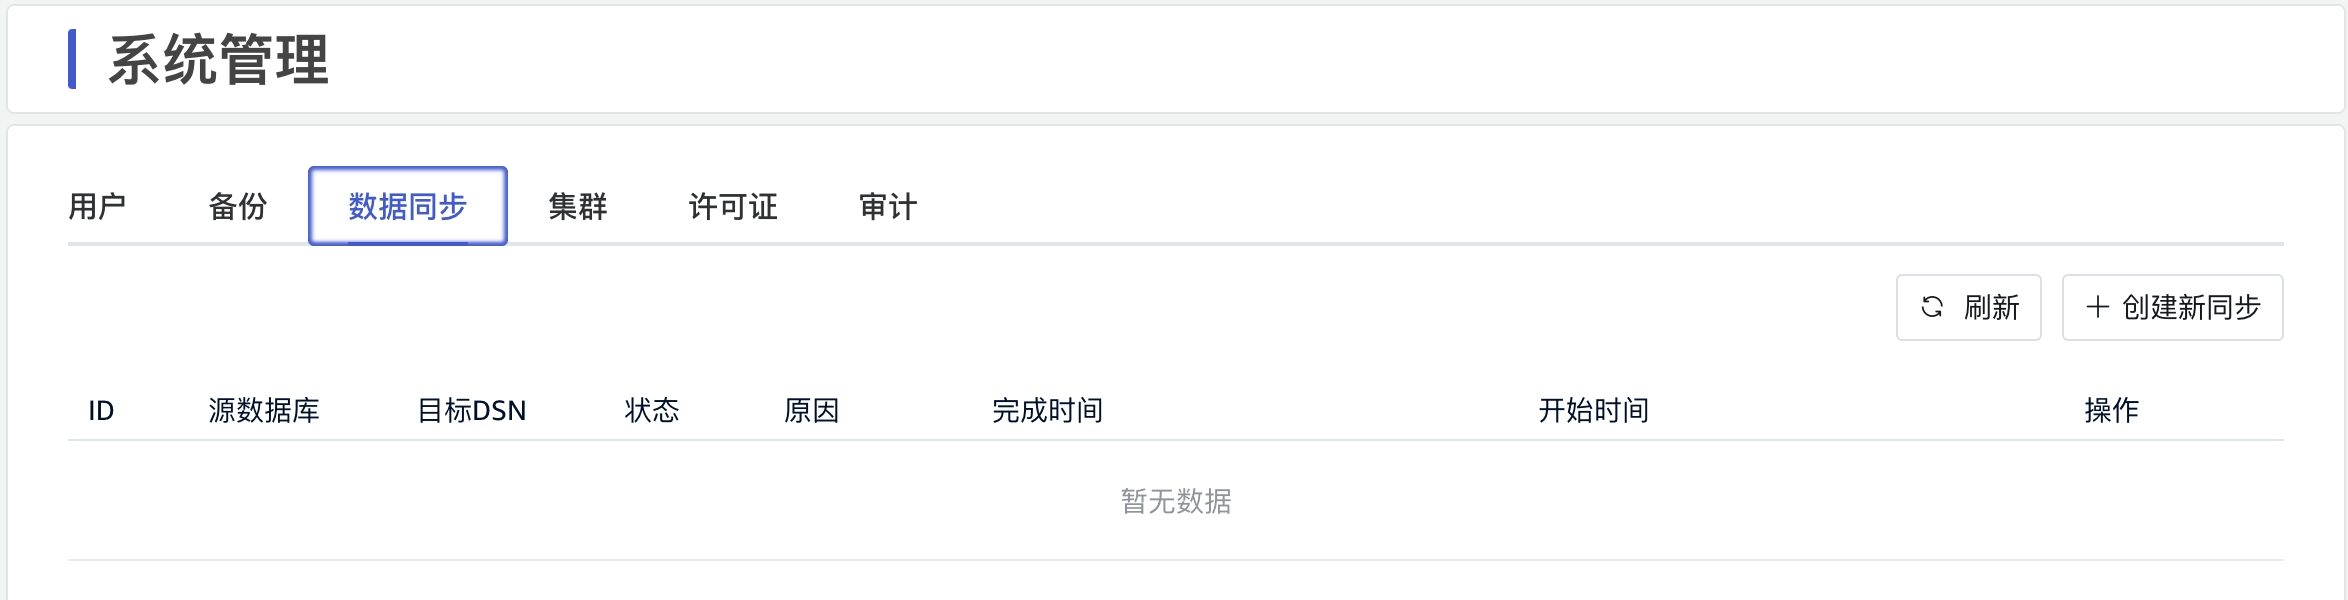 系统管理
用户 备份 数据同步 集群 许可证 审计
刷新 创建新同步
ID 源数据库 目标DSN 状态 原因 完成时间 开始时间 操作
暂无数据